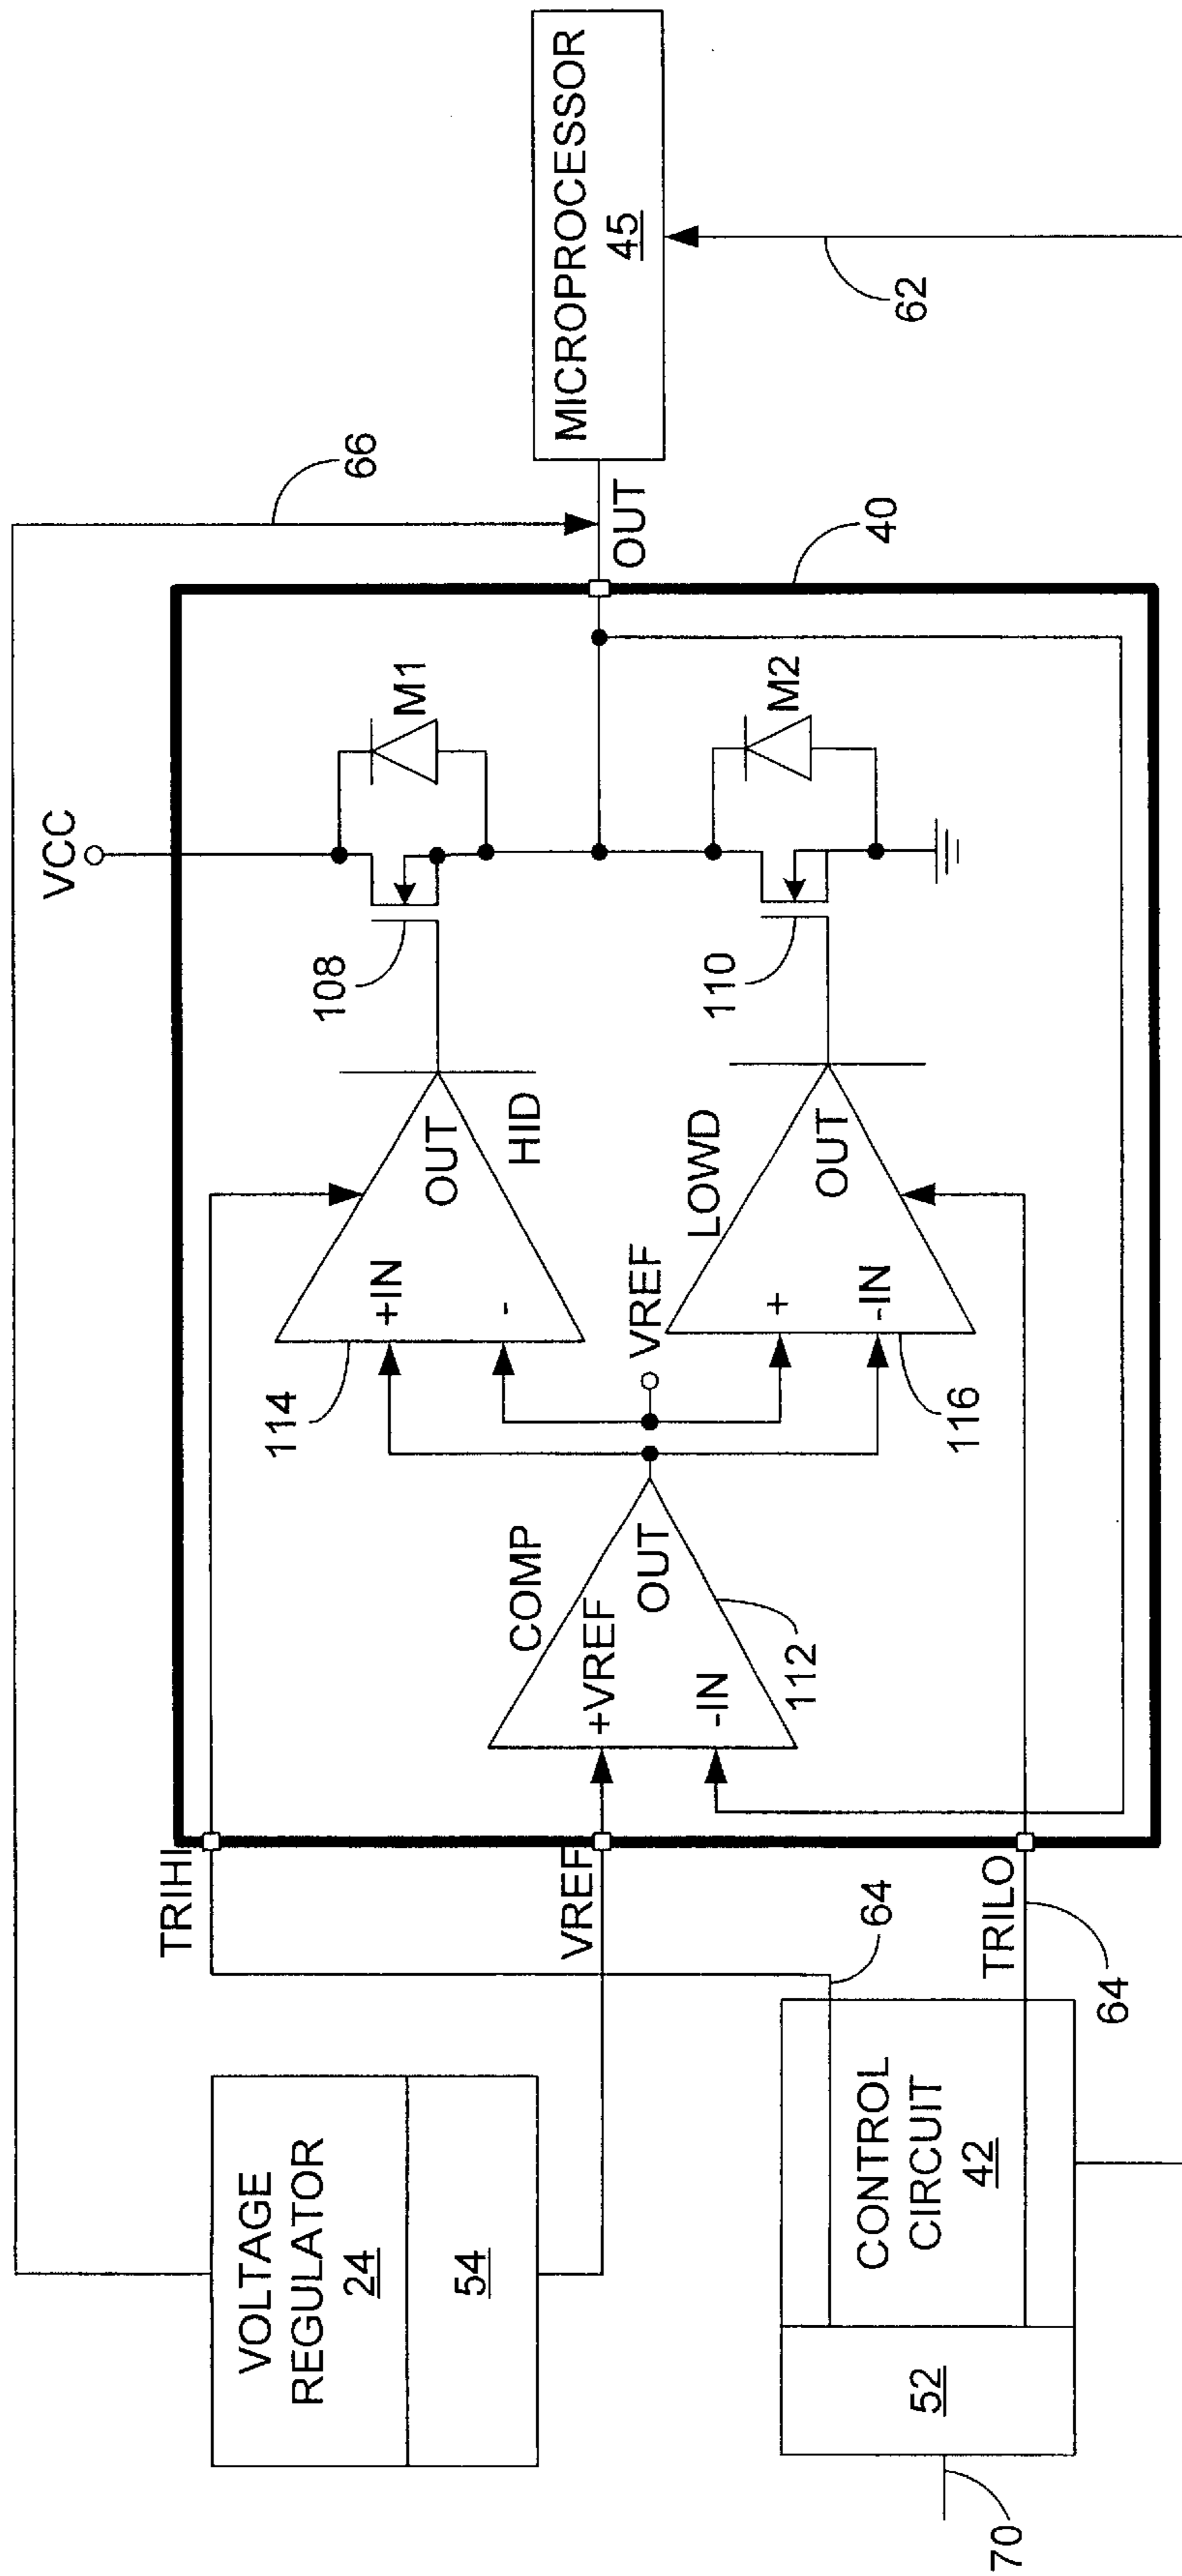 VCC
66
MICROPROCESSOR
45
62
OUT
40
M1
108
M2
110
114
+IN
-
OUT
HID
VREF
LOWD
+
-IN
OUT
116
COMP
+VREF
-IN
OUT
112
TRIHI
VREF
TRILO
64
64
VOLTAGE
REGULATOR
24
54
CONTROL
CIRCUIT
42
52
70